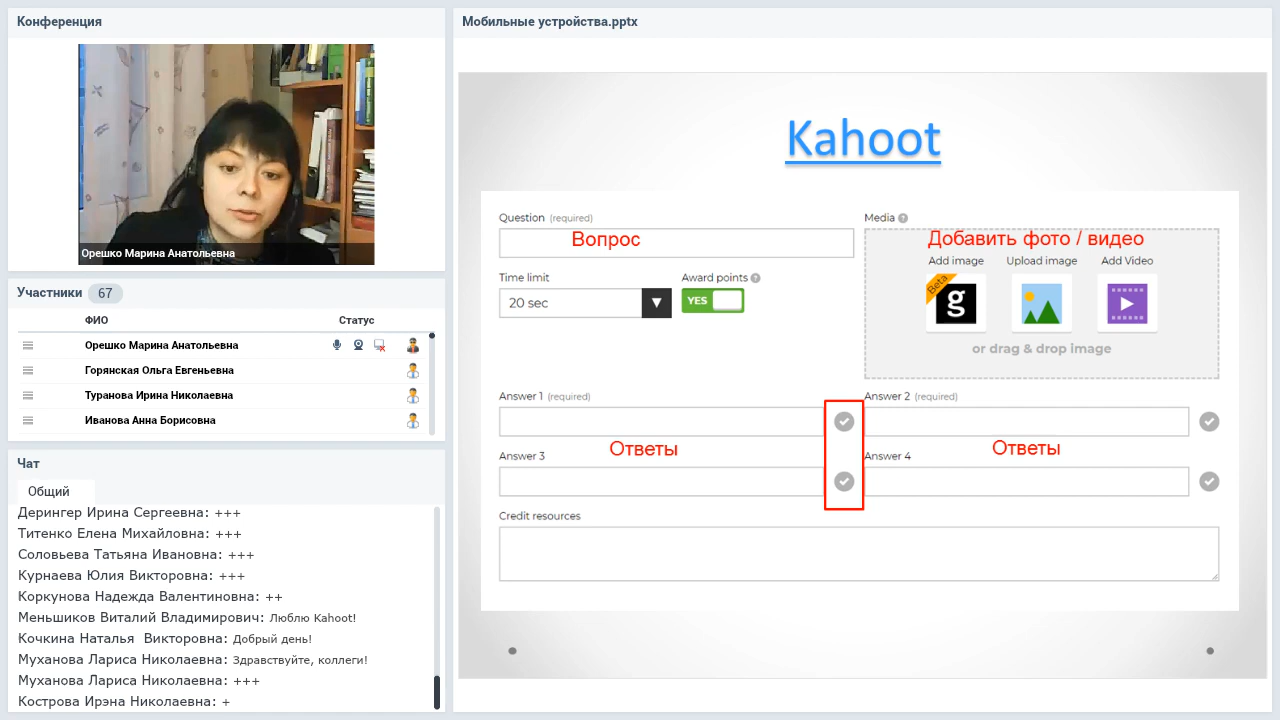 Конференция
Орешко Марина Анатольевна
Участники 67
ФИО Статус
Орешко Марина Анатольевна
Горянская Ольга Евгеньевна
Туранова Ирина Николаевна
Иванова Анна Борисовна
Чат
Общий
Дерингер Ирина Сергеевна: +++
Титенко Елена Михайловна: +++
Соловьева Татьяна Ивановна: +++
Курнаева Юлия Викторовна: +++
Коркунова Надежда Валентиновна: ++
Меньшиков Виталий Владимирович: Люблю Kahoot!
Кочкина Наталья Викторовна: Добрый день!
Муханова Лариса Николаевна: Здравствуйте, коллеги!
Муханова Лариса Николаевна: +++
Кострова Ирэна Николаевна: +
Мобильные устройства.pptx
Kahoot
Question (required)
Вопрос
Time limit
20 sec
Award points ?
YES
Media ?
Добавить фото / видео
Add image Upload image Add Video
Beta
g
or drag & drop image
Answer 1 (required) Answer 2 (required)
Ответы Ответы
Answer 3 Answer 4
Credit resources